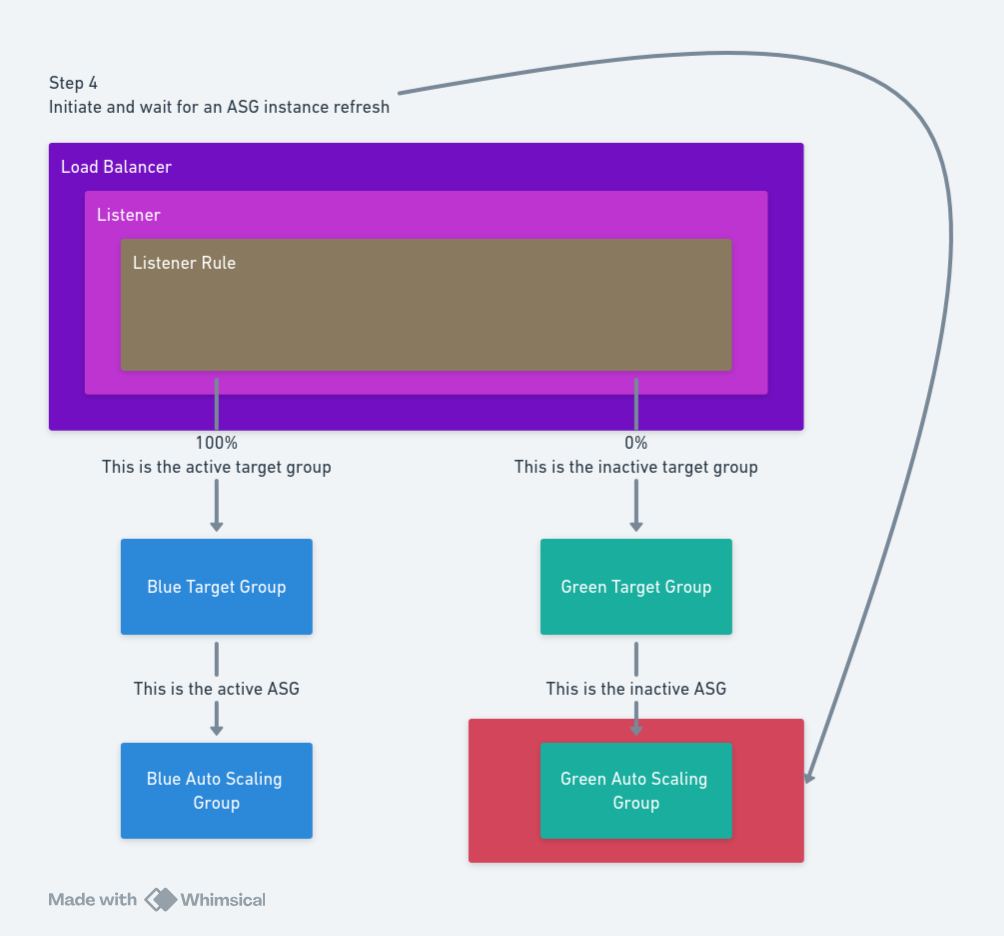 Step 4
Initiate and wait for an ASG instance refresh
Load Balancer
Listener
Listener Rule
100%
This is the active target group
0%
This is the inactive target group
Blue Target Group
Green Target Group
This is the active ASG
This is the inactive ASG
Blue Auto Scaling
Group
Green Auto Scaling
Group
Made with Whimsical